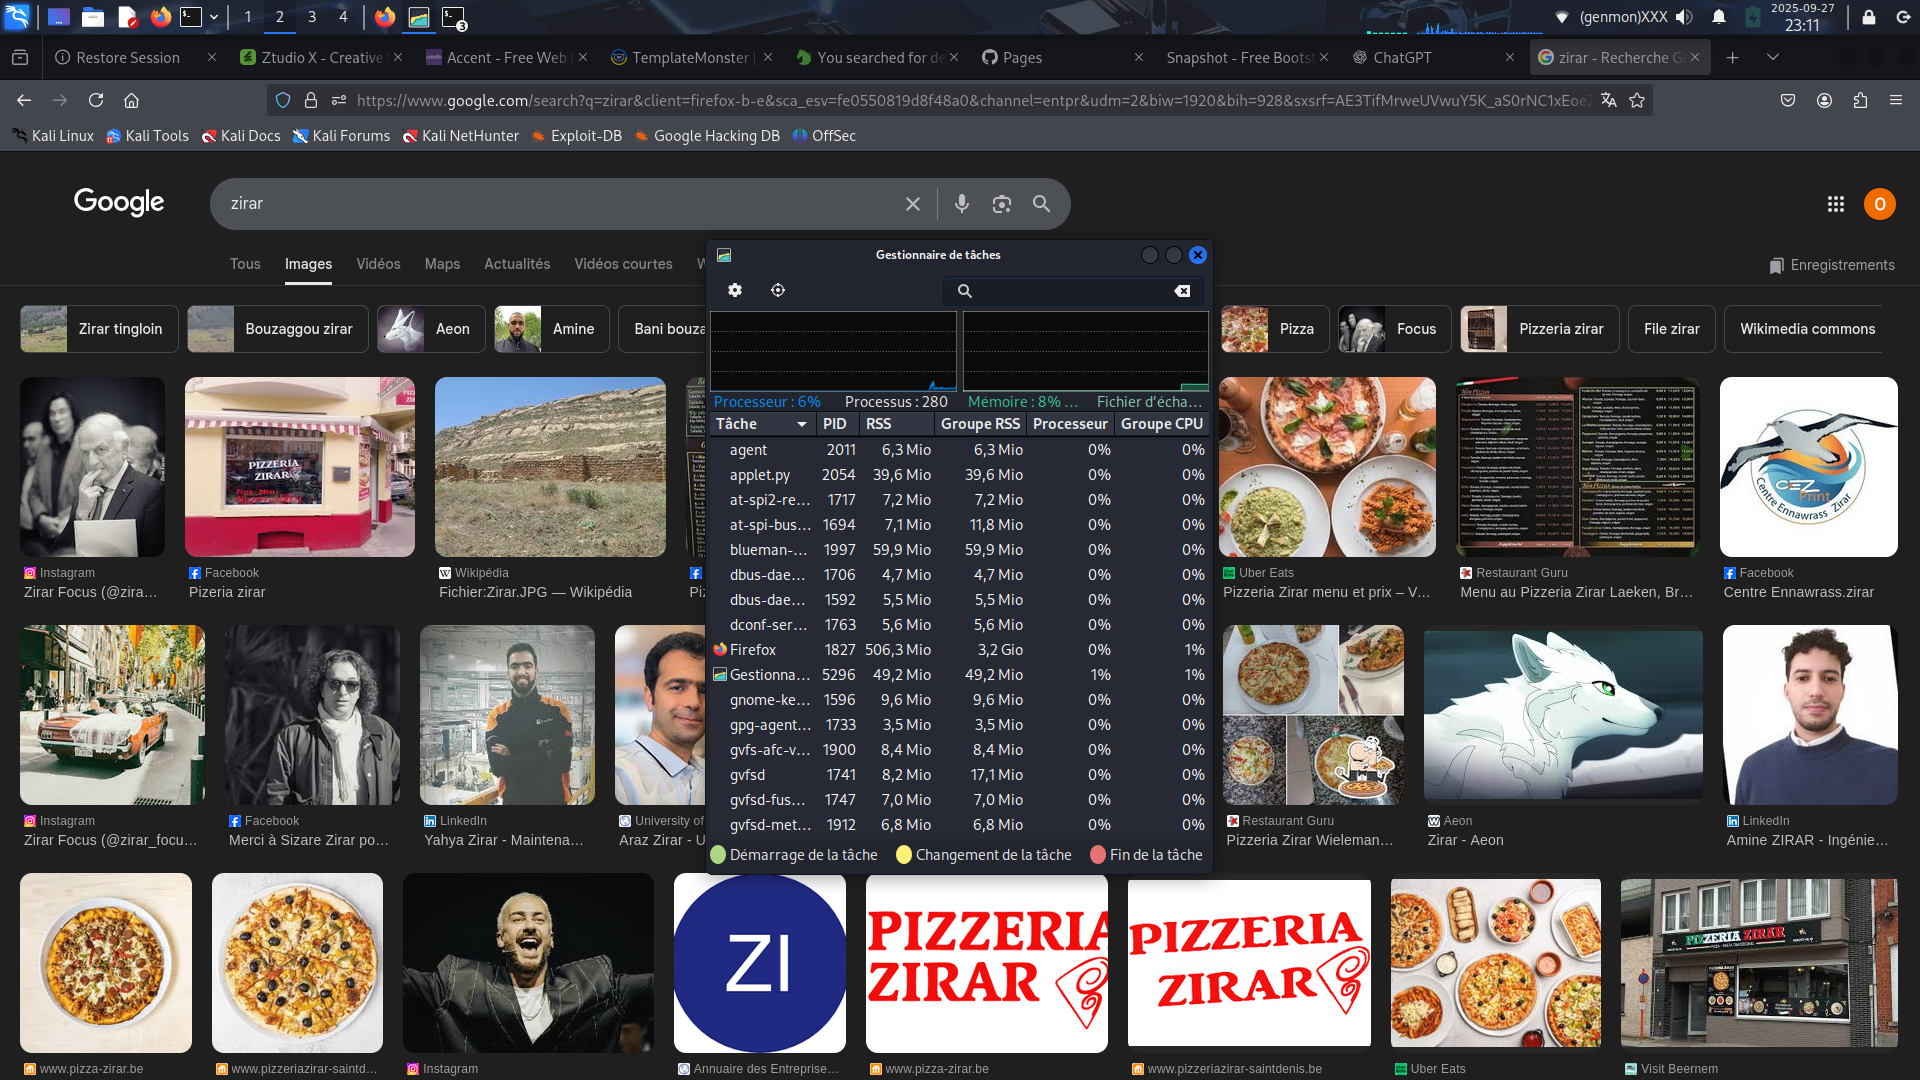 1 2 3 4
3
(genmon)XXX
2025-09-27
23:11
Restore Session
Ztudio X - Creative
Accent - Free Web
TemplateMonster
You searched for de
Pages
Snapshot - Free Bootst
ChatGPT
zirar - Recherche G
https://www.google.com/search?q=zirar&client=firefox-b-e&sca_esv=fe0550819d8f48a0&channel=entpr&udm=2&biw=1920&bih=928&sxsrf=AE3TifMrweUVwuY5K_aS0rNC1xEoe
Kali Linux
Kali Tools
Kali Docs
Kali Forums
Kali NetHunter
Exploit-DB
Google Hacking DB
OffSec
Google
zirar
O
Tous
Images
Vidéos
Maps
Actualités
Vidéos courtes
Enregistrements
Zirar tingloin
Bouzaggou zirar
Aeon
Amine
Bani bouza
Pizza
Focus
Pizzeria zirar
File zirar
Wikimedia commons
Gestionnaire de tâches
Processeur : 6%
Processus : 280
Mémoire : 8% ...
Fichier d’écha...
Tâche PID RSS Groupe RSS Processeur Groupe CPU
agent 2011 6,3 Mio 6,3 Mio 0% 0%
applet.py 2054 39,6 Mio 39,6 Mio 0% 0%
at-spi2-re... 1717 7,2 Mio 7,2 Mio 0% 0%
at-spi-bus... 1694 7,1 Mio 11,8 Mio 0% 0%
blueman-... 1997 59,9 Mio 59,9 Mio 0% 0%
dbus-dae... 1706 4,7 Mio 4,7 Mio 0% 0%
dbus-dae... 1592 5,5 Mio 5,5 Mio 0% 0%
dconf-ser... 1763 5,6 Mio 5,6 Mio 0% 0%
Firefox 1827 506,3 Mio 3,2 Gio 0% 1%
Gestionna... 5296 49,2 Mio 49,2 Mio 1% 1%
gnome-ke... 1596 9,6 Mio 9,6 Mio 0% 0%
gpg-agent... 1733 3,5 Mio 3,5 Mio 0% 0%
gvfs-afc-v... 1900 8,4 Mio 8,4 Mio 0% 0%
gvfsd 1741 8,2 Mio 17,1 Mio 0% 0%
gvfsd-fus... 1747 7,0 Mio 7,0 Mio 0% 0%
gvfsd-met... 1912 6,8 Mio 6,8 Mio 0% 0%
Démarrage de la tâche
Changement de la tâche
Fin de la tâche
PIZZERIA
ZIRAR
CEZ
Print
Centre Ennawrass Zirar
Instagram
Zirar Focus (@zira...
Facebook
Pizeria zirar
Wikipédia
Fichier:Zirar.JPG — Wikipédia
Uber Eats
Pizzeria Zirar menu et prix – V...
Restaurant Guru
Menu au Pizzeria Zirar Laeken, Br...
Facebook
Centre Ennawrass.zirar
Instagram
Zirar Focus (@zirar_focu...
Facebook
Merci à Sizare Zirar po...
LinkedIn
Yahya Zirar - Maintena...
University of
Araz Zirar - U
Restaurant Guru
Pizzeria Zirar Wieleman...
Aeon
Zirar - Aeon
LinkedIn
Amine ZIRAR - Ingénie...
ZI
PIZZERIA
ZIRAR
PIZZERIA
ZIRAR
PIZZERIA ZIRAR
www.pizza-zirar.be
www.pizzeriazirar-saintd...
Instagram
Annuaire des Entreprise...
www.pizza-zirar.be
www.pizzeriazirar-saintdenis.be
Uber Eats
Visit Beernem